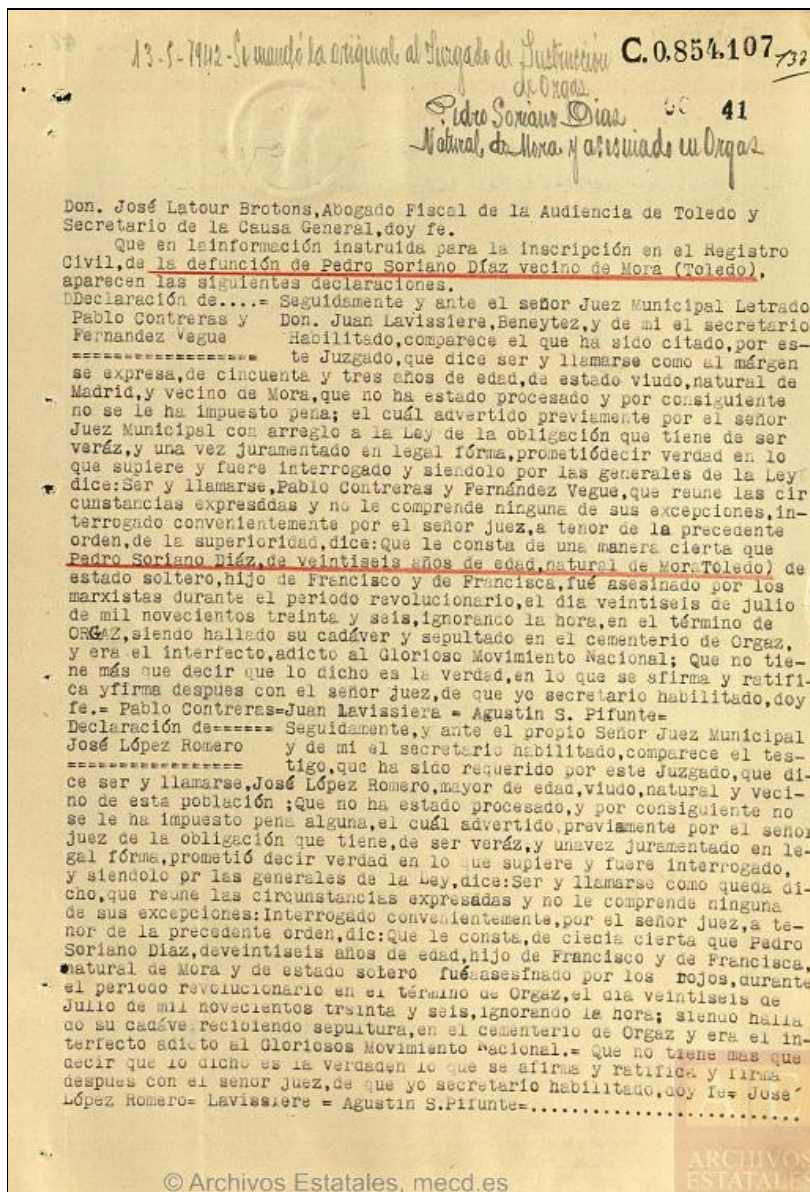 13-5-1942-Se mandó la original al Jurgado de Instrucción
de Orgas
C.0,854.107
133
Pedro Soriano Dias
41
Natural de Mora y asesinado en Orgas
Don. José Latour Brotons,Abogado Fiscal de la Audiencia de Toledo y
Secretario de la Causa General,doy fe.
Que en lainformación instruida para la inscripción en el Registro
Civil,de la defunción de Pedro Soriano Díaz vecino de Mora (Toledo),
aparecen las siguientes declaraciones.
DDeclaración de....= Seguidamente y ante el señor Juez Municipal Letrado
Pablo Contreras y Don. Juan Lavissiere,Beneytez,y de mi el secretario
Fernandez Vegue Habilitado,comparece el que ha sido citado,por es-
================= te Juzgado,que dice ser y llamarse como al márgen
se expresa,de cincuenta y tres años de edad,de estado viudo,natural de
Madrid,y vecino de Mora,que no ha estado procesado y por consiguiente
no se le ha impuesto pena; el cuál advertido previamente por el señor
Juez Municipal con arreglo a la Ley de la obligación que tiene de ser
veráz,y una vez juramentado en legal fórma,prometiódecir verdad en lo
que supiere y fuere interrogado y siendolo por las generales de la Ley
dice:Ser y llamarse,Pablo Contreras y Fernández Vegue,que reune las cir
cunstancias expresadas y no le comprende ninguna de sus excepciones,in-
terrogado convenientemente por el señor juez,a tenor de la precedente
orden,de la superioridad,dice:Que le consta de una manera cierta que
Pedro Soriano Diáz,de veintiseis años de edad,natural de MoraToledo) de
estado soltero,hijo de Francisco y de Francisca,fué asesinado por los
marxistas durante el periodo revolucionario,el dia veintiseis de julio
de mil novecientos treinta y seis,ignorando la hora,en el término de
ORGAZ,siendo hallado su cadáver y sepultado en el cementerio de Orgaz,
y era el interfecto,adicto al Glorioso Movimiento Nacional; Que no tie-
ne más que decir que lo dicho es la verdad,en lo que se afirma y ratifi-
ca yfirma despues con el señor juez,de que yo secretario habilitado,doy
fe.= Pablo Contreras=Juan Lavissiera = Agustin S. Pifunte=
Declaración de====== Seguidamente,y ante el propio Señor Juez Municipal
José López Romero y de mi el secretario habilitado,comparece el tes-
================ tigo,que ha sido requerido por este Juzgado,que di-
ce ser y llamarse,José López Romero,mayor de edad,viudo,natural y veci-
no de esta población ;Que no ha estado procesado,y por consiguiente no
se le ha impuesto pena alguna,el cuál advertido,previamente por el señor
juez de la obligación que tiene,de ser veráz,y unavez juramentado en le-
gal fórma,prometió decir verdad en lo que supiere y fuere interrogado,
y siendolo pr las generales de la Ley,dice:Ser y llamarse como queda di-
cho,que reune las circunstancias expresadas y no le comprende ninguna
de sus excepciones:Interrogado convenientemente,por el señor juez,a te-
nor de la precedente orden,dic:Que le consta,de ciecia cierta que Pedro
Soriano Diaz,deveintiseis años de edad,hijo de Francisco y de Francisca,
natural de Mora y de estado soltero fuéaasesfnado por los rojos,durante
el periodo revolucionario en el término de Orgaz,el dia veintiseis de
Julio de mil novecientos treinta y seis,ignorando la hora; siendo halla
do su cadáve.recibiendo sepultura,en el cementerio de Orgaz y era el in-
terfecto adicto al Gloriosos Movimiento Nacional.= Que no tiene mas que
decir que lo dicho es la verdaden lo que se afirma y ratifica y firma
despues con el señor juez,de que yo secretario habilitado,doy fe= José
López Romero= Lavissiere = Agustin S.Pifunte=............................
ARCHIVOS
ESTATALES
© Archivos Estatales, mecd.es